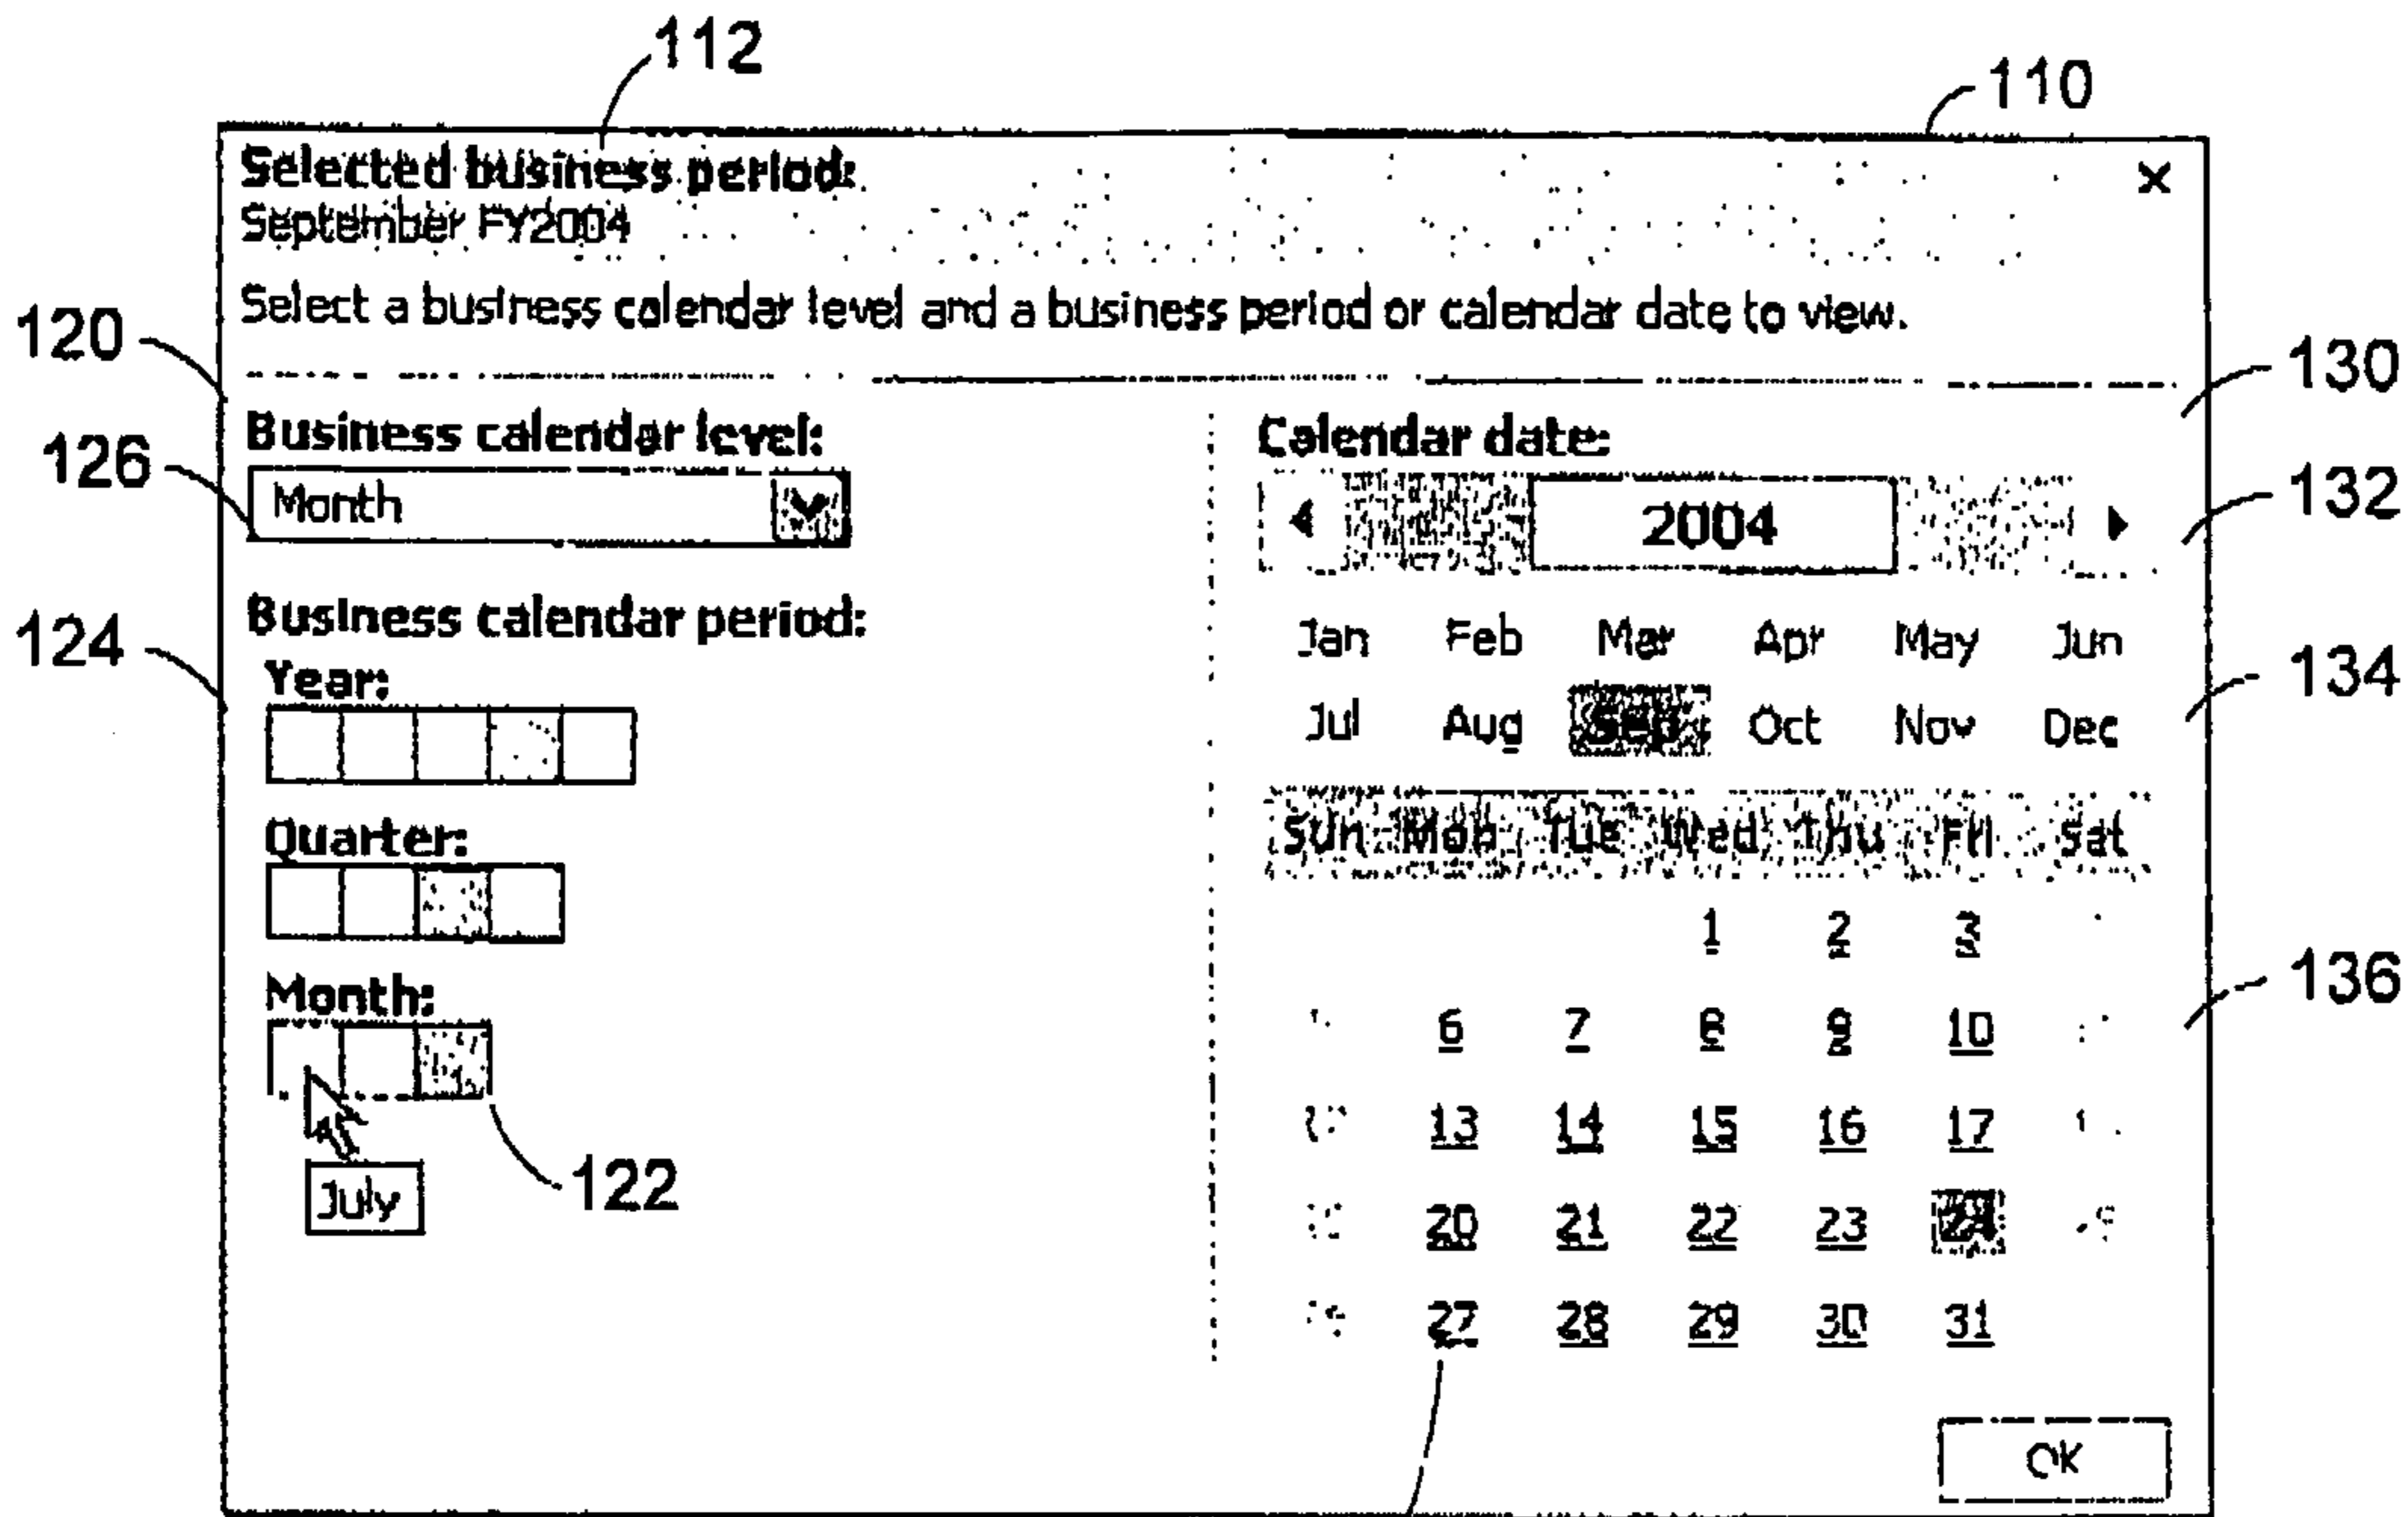 112
110
Selected business period:
September FY2004
Select a business calendar level and a business period or calendar date to view.
120
130
Business calendar level:
Calendar date:
126
Month
2004
132
124
Business calendar period:
Jan Feb Mar Apr May Jun
Year:
134
Jul Aug Sep Oct Nov Dec
Quarter:
Sun Mon Tue Wed Thu Fri Sat
1 2 3
Month:
136
6 7 8 9 10
13 14 15 16 17
July
122
20 21 22 23 24
27 28 29 30 31
OK